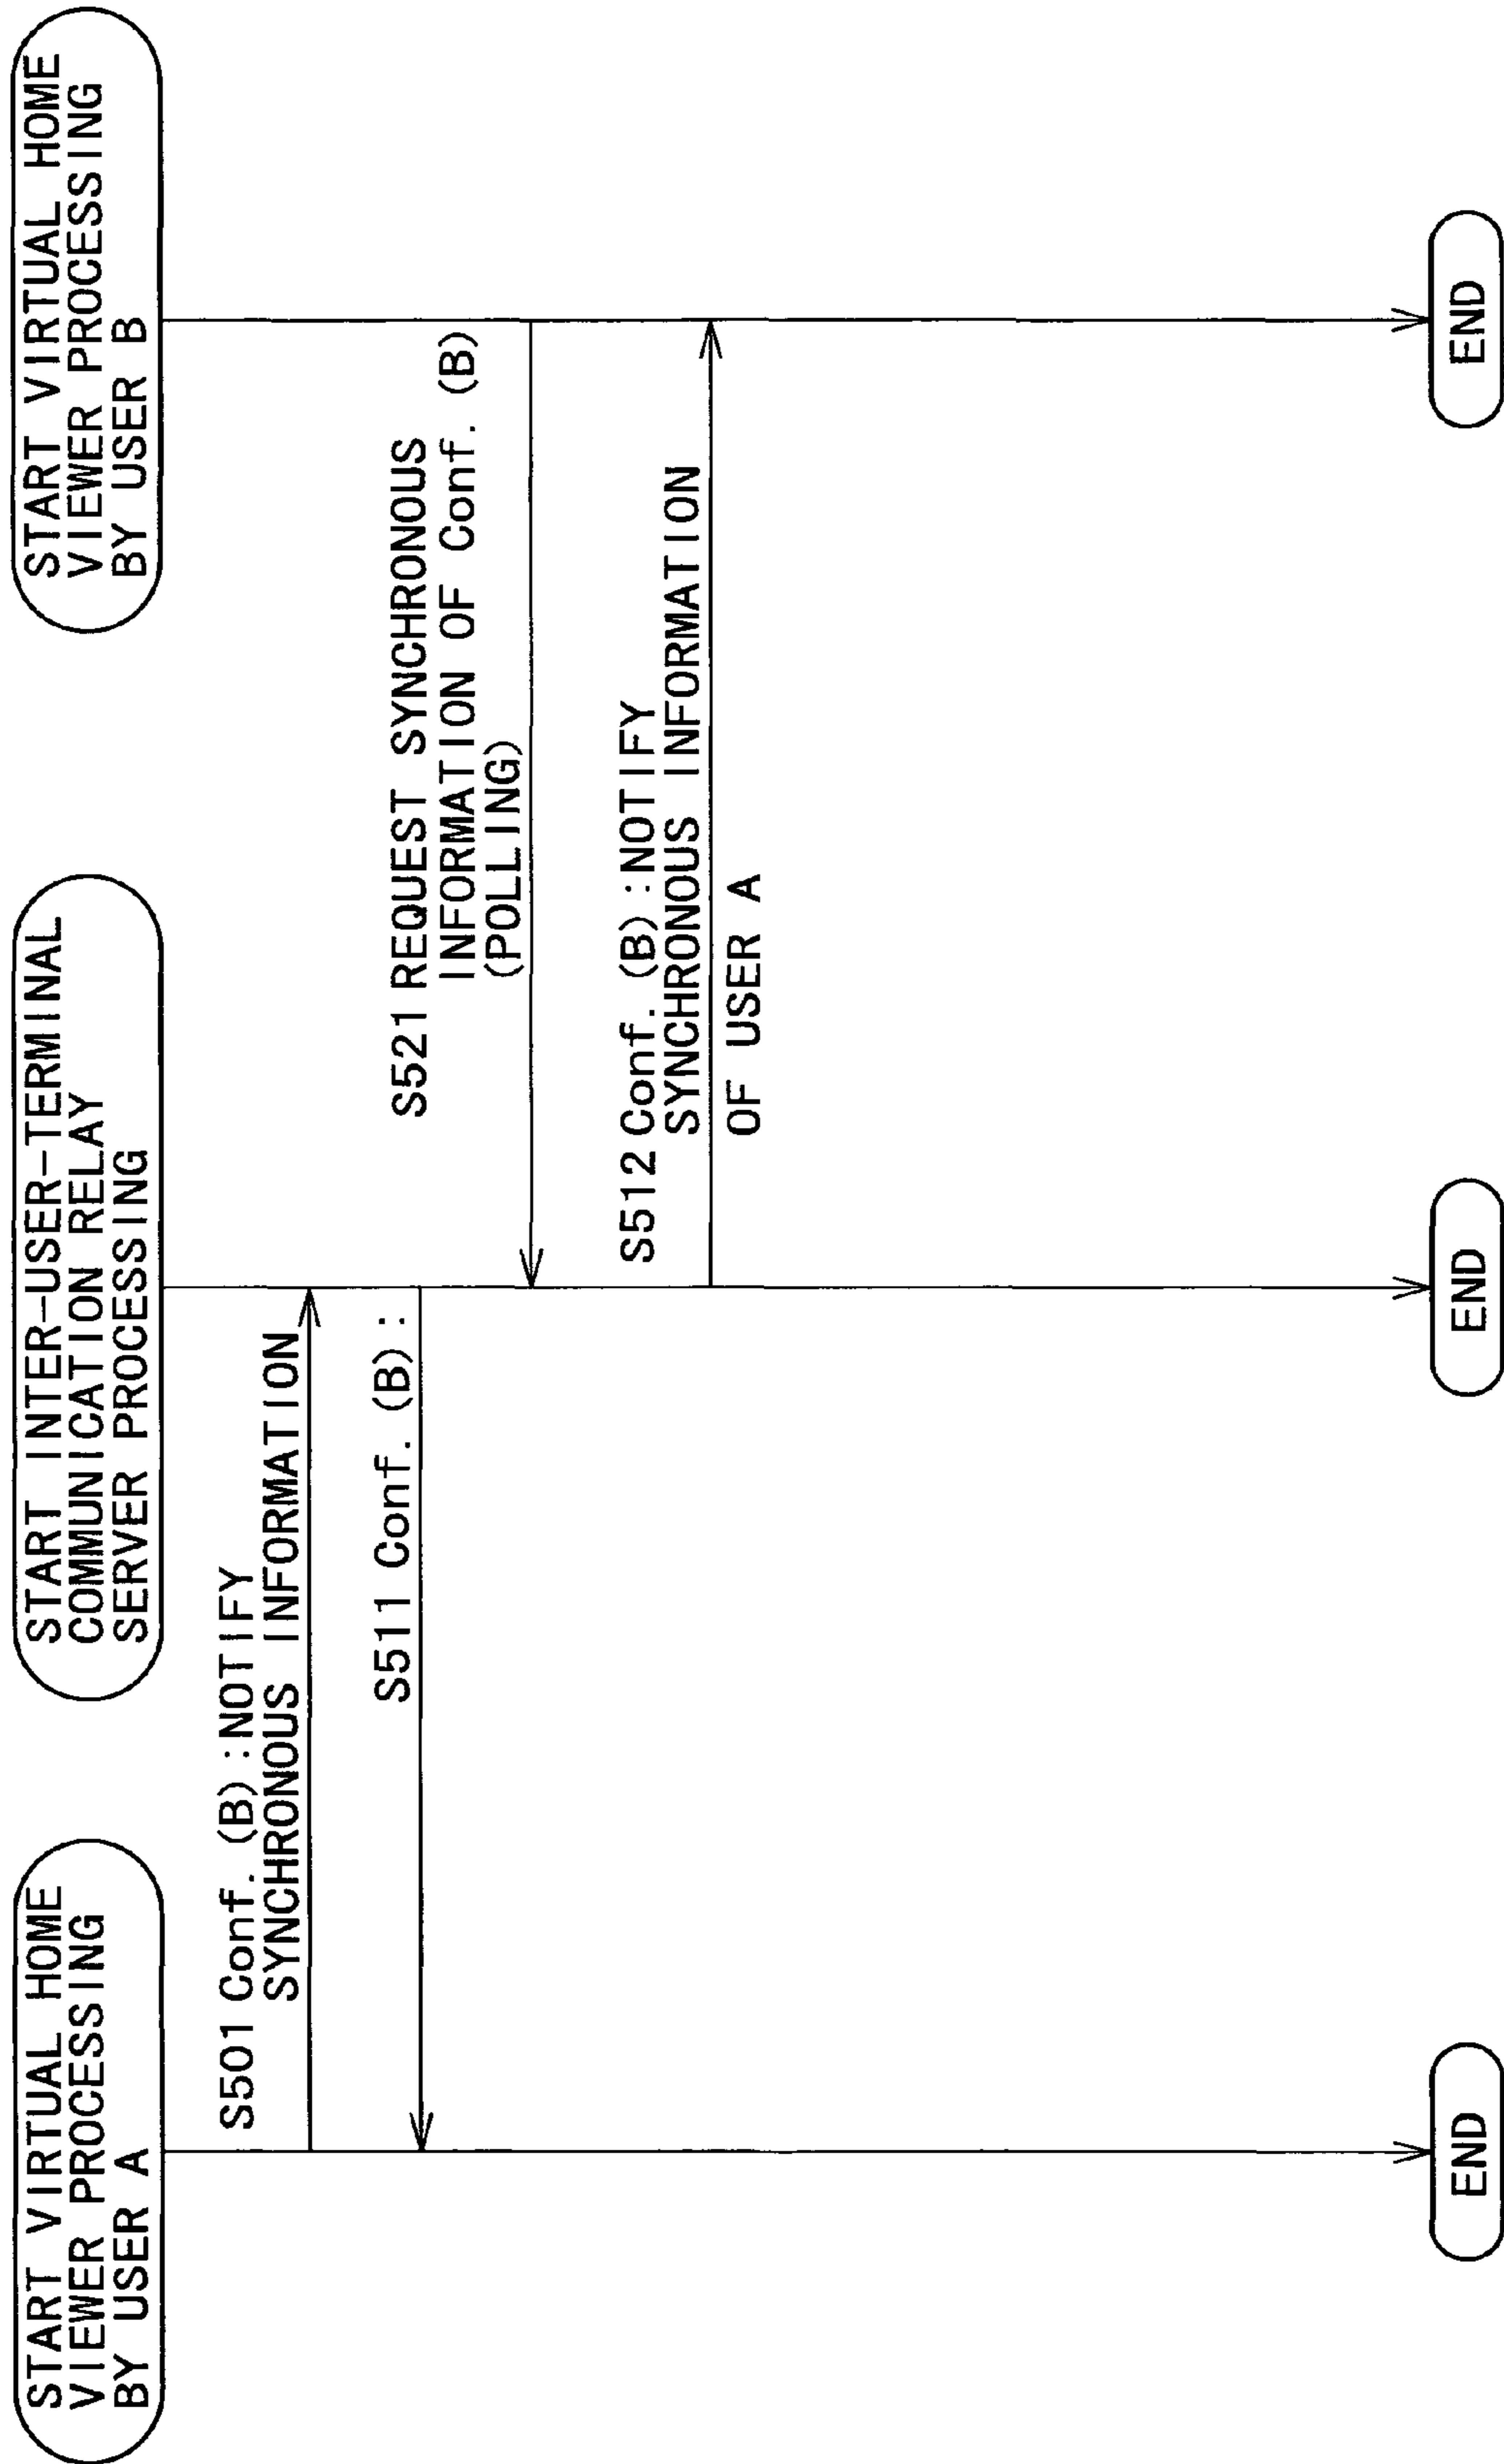 START VIRTUAL HOME
VIEWER PROCESSING
BY USER A
START INTER-USER-TERMINAL
COMMUNICATION RELAY
SERVER PROCESSING
START VIRTUAL HOME
VIEWER PROCESSING
BY USER B
S501 Conf. (B) :NOTIFY
SYNCHRONOUS INFORMATION
S511 Conf. (B) :
S521 REQUEST SYNCHRONOUS
INFORMATION OF Conf. (B)
(POLLING)
S512 Conf. (B) :NOTIFY
SYNCHRONOUS INFORMATION
OF USER A
END
END
END